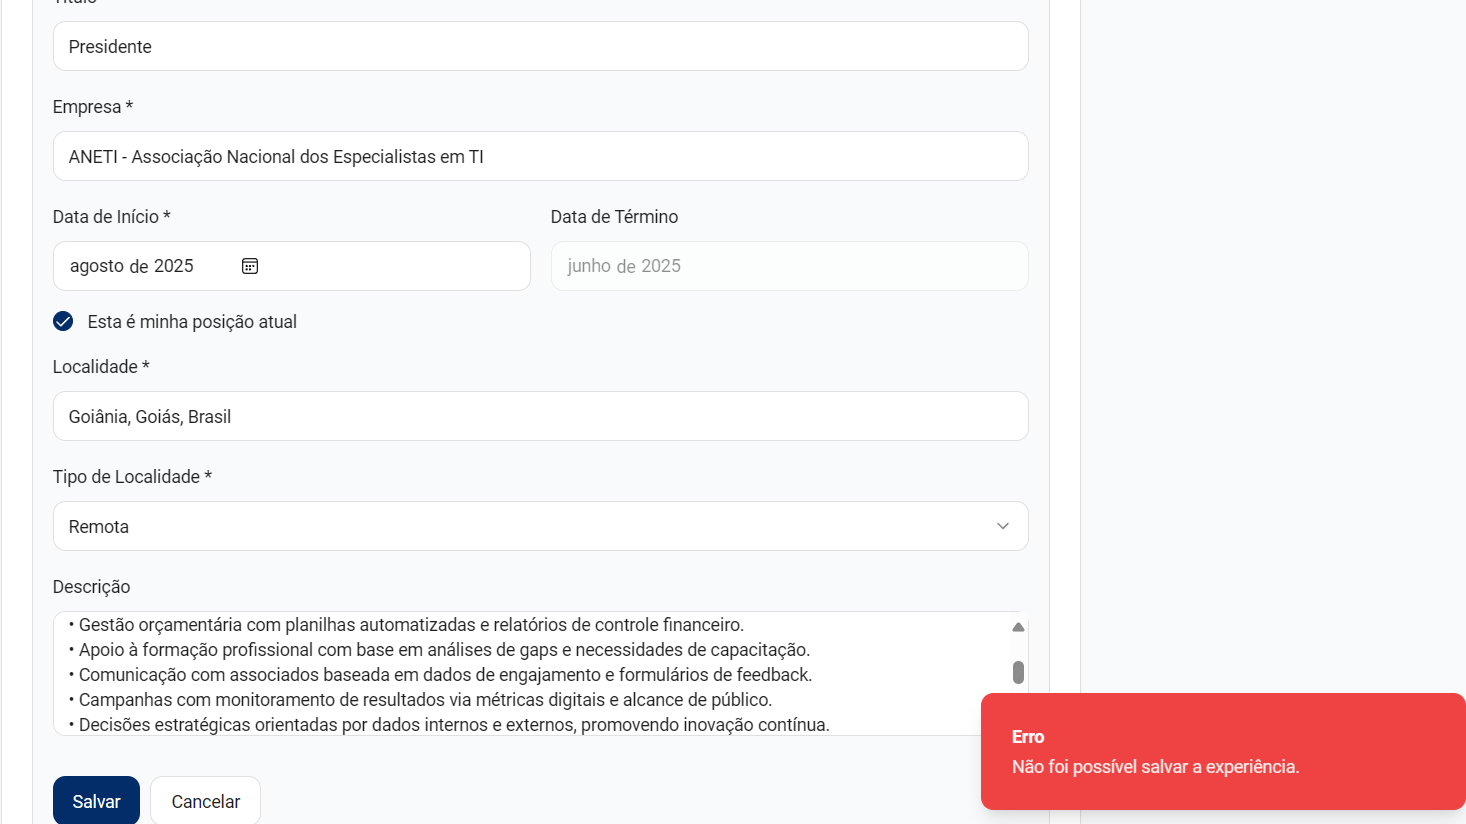 Título
Presidente
Empresa *
ANETI - Associação Nacional dos Especialistas em TI
Data de Início *
Data de Término
agosto de 2025
junho de 2025
Esta é minha posição atual
Localidade *
Goiânia, Goiás, Brasil
Tipo de Localidade *
Remota
Descrição
• Gestão orçamentária com planilhas automatizadas e relatórios de controle financeiro.
• Apoio à formação profissional com base em análises de gaps e necessidades de capacitação.
• Comunicação com associados baseada em dados de engajamento e formulários de feedback.
• Campanhas com monitoramento de resultados via métricas digitais e alcance de público.
• Decisões estratégicas orientadas por dados internos e externos, promovendo inovação contínua.
Salvar
Cancelar
Erro
Não foi possível salvar a experiência.